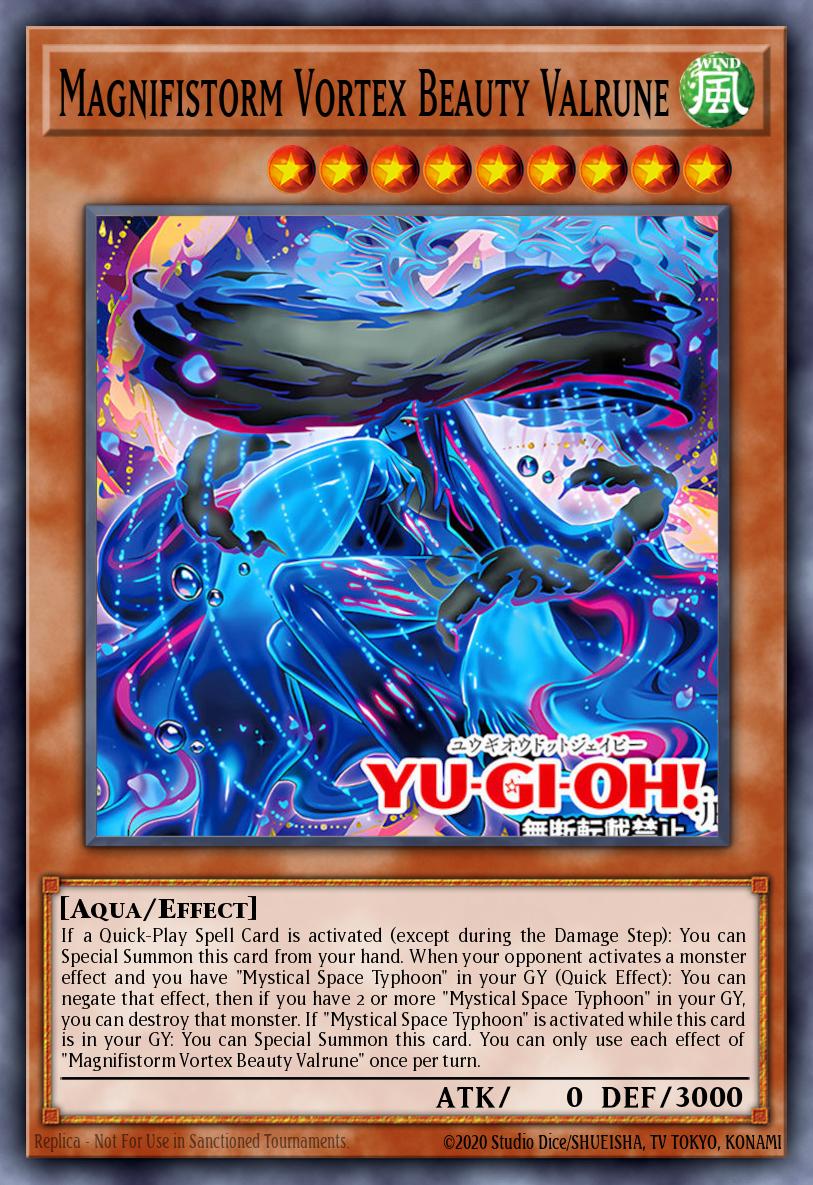 MAGNIFISTORM VORTEX BEAUTY VALRUNE
WIND
風
ユウギオウドットジェイピー
YU-GI-OH!
無断転載禁止
[AQUA/EFFECT]
If a Quick-Play Spell Card is activated (except during the Damage Step): You can
Special Summon this card from your hand. When your opponent activates a monster
effect and you have "Mystical Space Typhoon" in your GY (Quick Effect): You can
negate that effect, then if you have 2 or more "Mystical Space Typhoon" in your GY,
you can destroy that monster. If "Mystical Space Typhoon" is activated while this card
is in your GY: You can Special Summon this card. You can only use each effect of
"Magnifistorm Vortex Beauty Valrune" once per turn.
ATK/ 0 DEF/3000
Replica - Not For Use in Sanctioned Tournaments.
©2020 Studio Dice/SHUEISHA, TV TOKYO, KONAMI